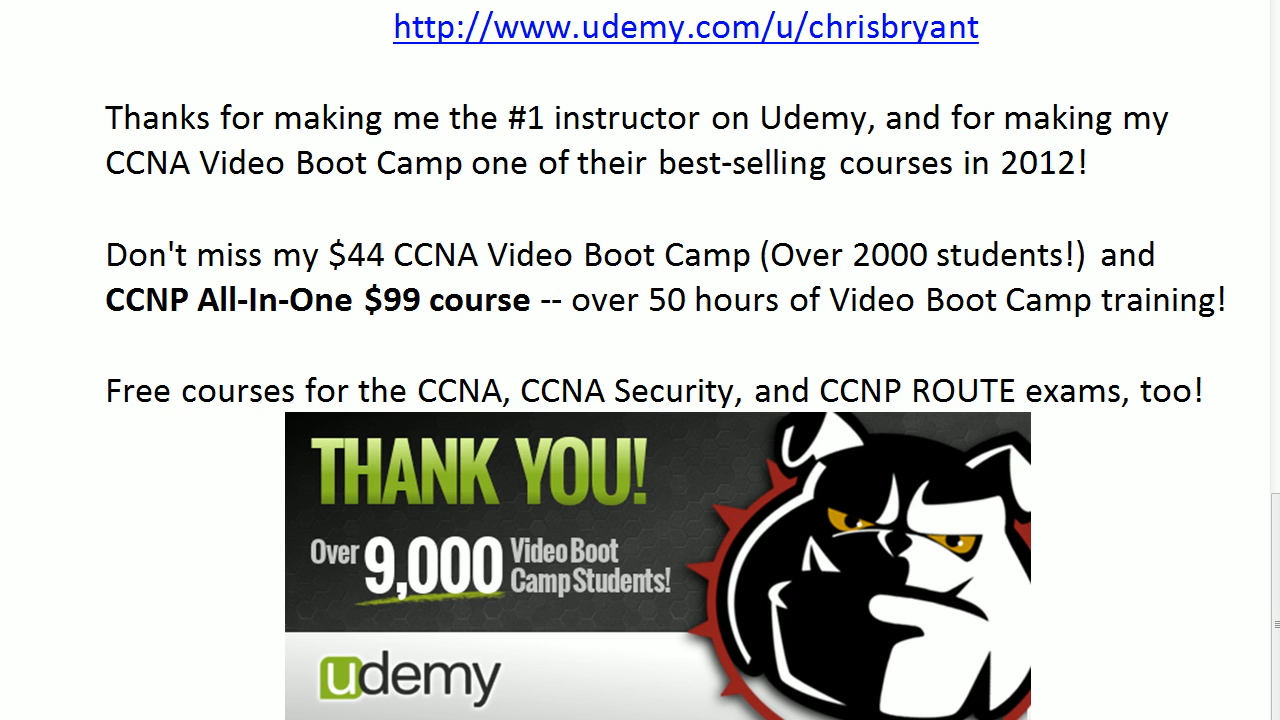 http://www.udemy.com/u/chrisbryant
Thanks for making me the #1 instructor on Udemy, and for making my
CCNA Video Boot Camp one of their best-selling courses in 2012!
Don't miss my $44 CCNA Video Boot Camp (Over 2000 students!) and
CCNP All-In-One $99 course -- over 50 hours of Video Boot Camp training!
Free courses for the CCNA, CCNA Security, and CCNP ROUTE exams, too!
THANK YOU!
Over 9,000 Video Boot
Camp Students!
udemy